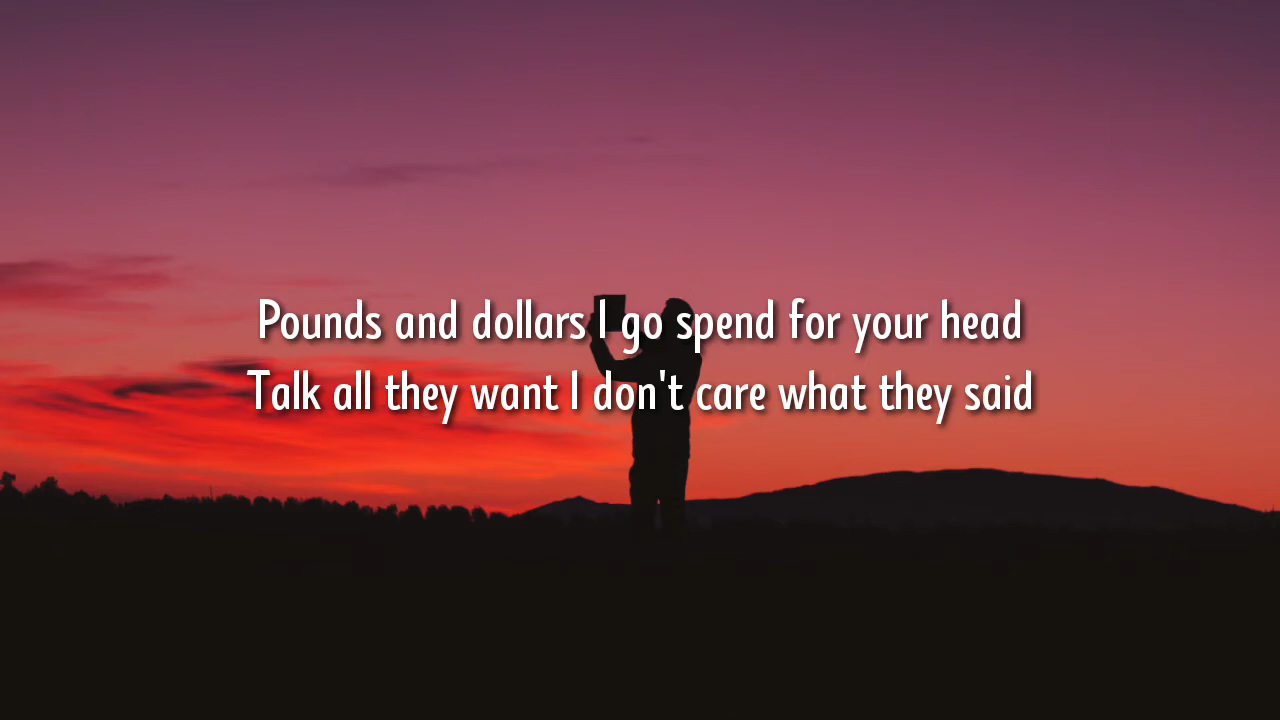 Pounds and dollars I go spend for your head
Talk all they want I don't care what they said